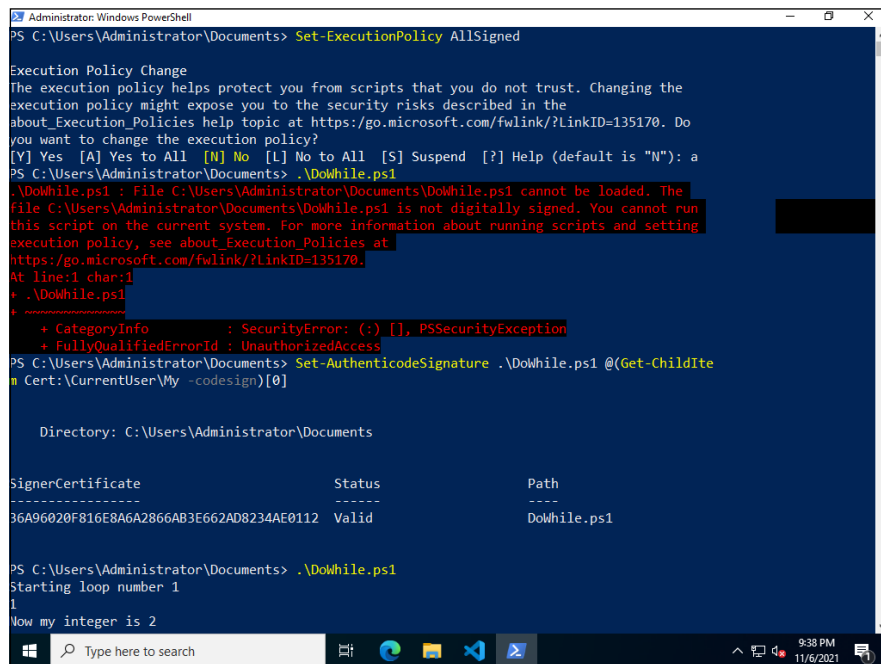 Administrator: Windows PowerShell
PS C:\Users\Administrator\Documents> Set-ExecutionPolicy AllSigned
Execution Policy Change
The execution policy helps protect you from scripts that you do not trust. Changing the
execution policy might expose you to the security risks described in the
about_Execution_Policies help topic at https:/go.microsoft.com/fwlink/?LinkID=135170. Do
you want to change the execution policy?
[Y] Yes  [A] Yes to All  [N] No  [L] No to All  [S] Suspend  [?] Help (default is "N"): a
PS C:\Users\Administrator\Documents> .\DoWhile.ps1
.\DoWhile.ps1 : File C:\Users\Administrator\Documents\DoWhile.ps1 cannot be loaded. The
file C:\Users\Administrator\Documents\DoWhile.ps1 is not digitally signed. You cannot run
this script on the current system. For more information about running scripts and setting
execution policy, see about_Execution_Policies at
https:/go.microsoft.com/fwlink/?LinkID=135170.
At line:1 char:1
+ .\DoWhile.ps1
+ ~~~~~~~~~~~~~
    + CategoryInfo          : SecurityError: (:) [], PSSecurityException
    + FullyQualifiedErrorId : UnauthorizedAccess
PS C:\Users\Administrator\Documents> Set-AuthenticodeSignature .\DoWhile.ps1 @(Get-ChildIte
m Cert:\CurrentUser\My -codesign)[0]
    Directory: C:\Users\Administrator\Documents
SignerCertificate                         Status                 Path
-----------------                         ------                 ----
36A96020F816E8A6A2866AB3E662AD8234AE0112  Valid                  DoWhile.ps1
PS C:\Users\Administrator\Documents> .\DoWhile.ps1
Starting loop number 1
1
Now my integer is 2
Type here to search
9:38 PM
11/6/2021
1